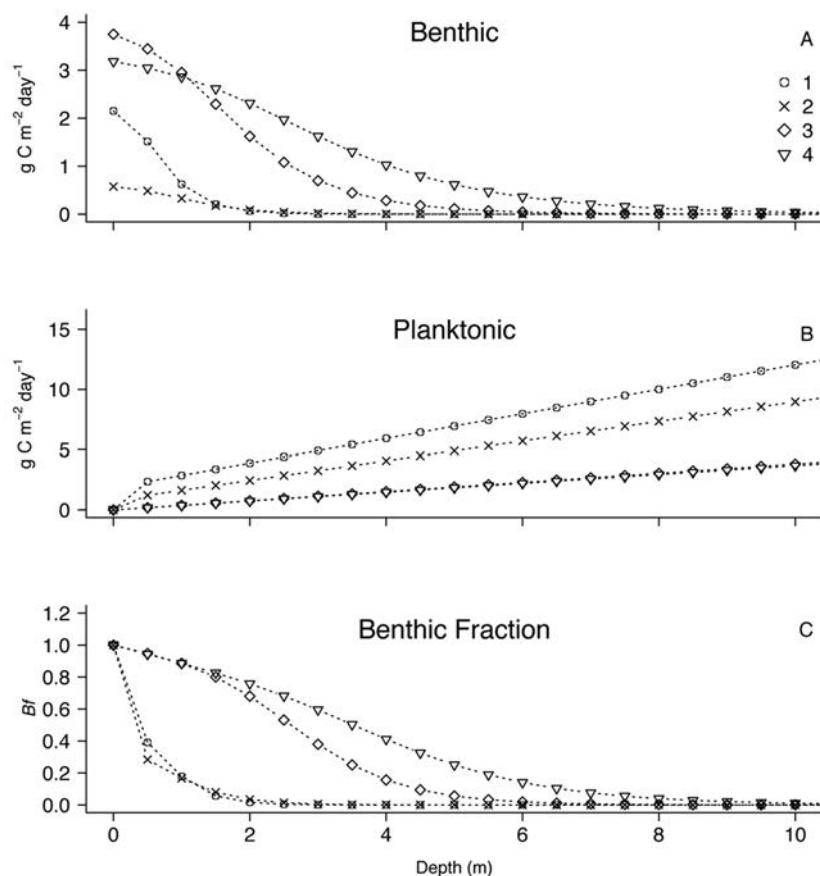 Benthic
A
1
2
3
4
4
3
2
1
0
g C m⁻² day⁻¹
Planktonic
B
15
10
5
0
g C m⁻² day⁻¹
Benthic Fraction
C
1.2
1.0
0.8
0.6
0.4
0.2
0.0
Bf
0 2 4 6 8 10
Depth (m)